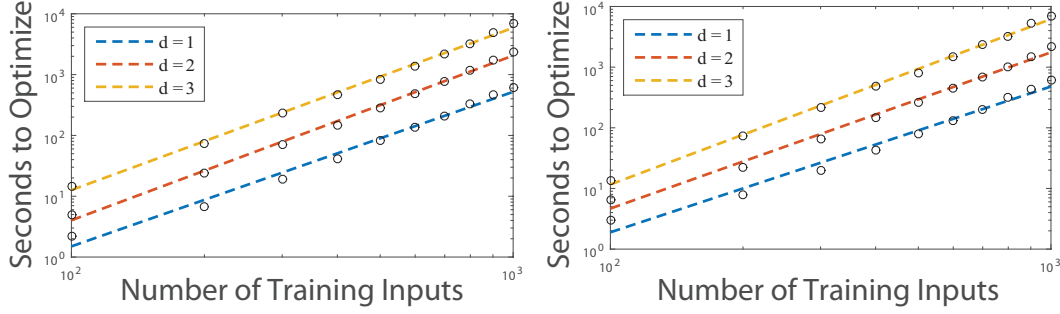 Seconds to Optimize
10^4
10^3
10^2
10^1
10^0
d = 1
d = 2
d = 3
10^2
10^3
Number of Training Inputs
Seconds to Optimize
10^4
10^3
10^2
10^1
10^0
d = 1
d = 2
d = 3
10^2
10^3
Number of Training Inputs